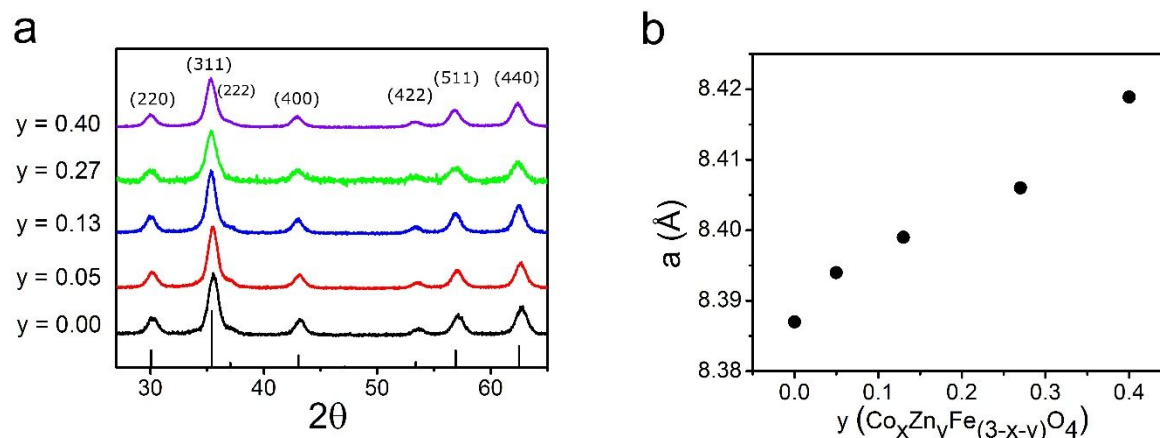 a
(311)
(222)
(220)
(400)
(422)
(511)
(440)
y = 0.40
y = 0.27
y = 0.13
y = 0.05
y = 0.00
30 40 50 60
2θ
b
8.42
8.41
8.40
8.39
8.38
a (Å)
0.0 0.1 0.2 0.3 0.4
y (CoxZnyFe(3-x-y)O4)